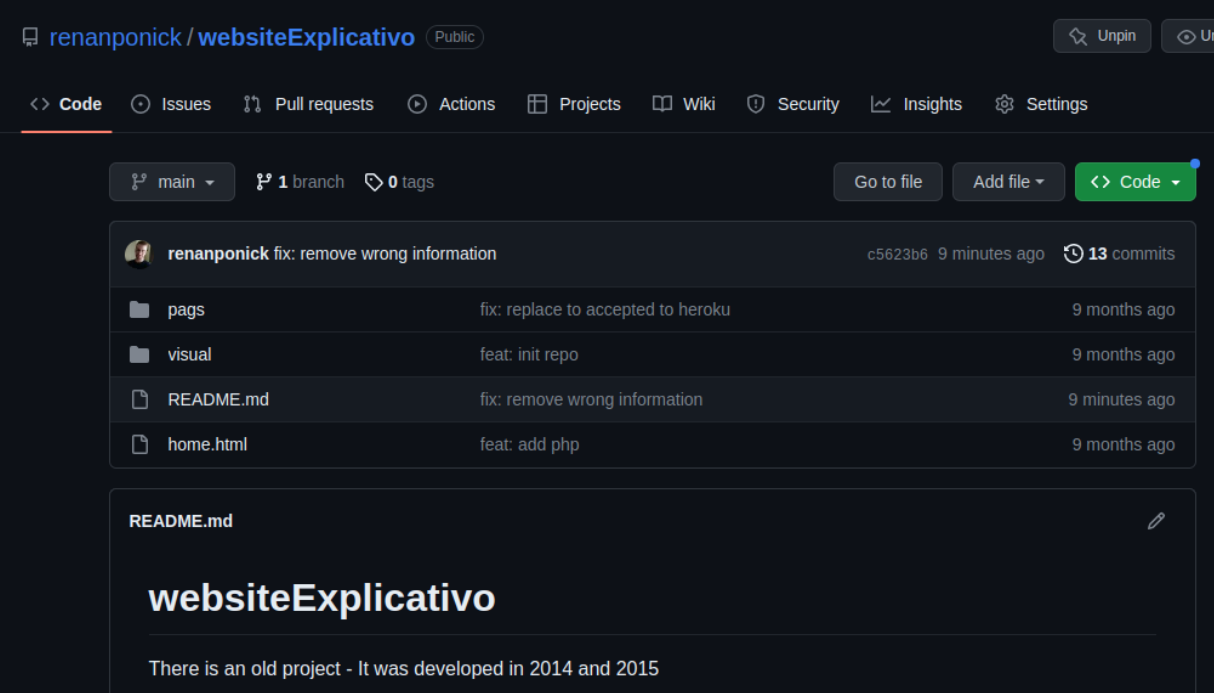 renanponick / websiteExplicativo Public Unpin
Code Issues Pull requests Actions Projects Wiki Security Insights Settings
main 1 branch 0 tags Go to file Add file Code
renanponick fix: remove wrong information c5623b6 9 minutes ago 13 commits
pags fix: replace to accepted to heroku 9 months ago
visual feat: init repo 9 months ago
README.md fix: remove wrong information 9 minutes ago
home.html feat: add php 9 months ago
README.md
websiteExplicativo
There is an old project - It was developed in 2014 and 2015